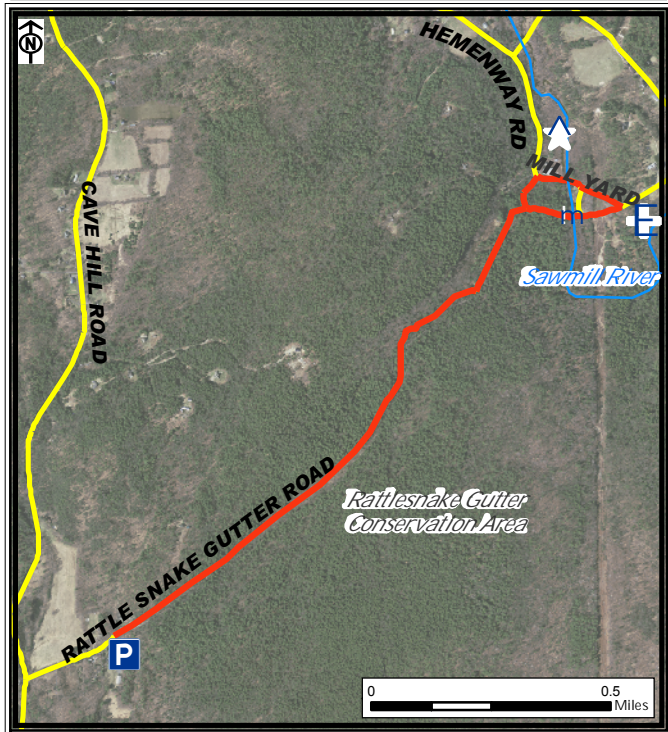 N
HEMENWAY RD
MILL YARD
CAVE HILL ROAD
m
Sawmill River
Rattlesnake Gutter
Conservation Area
RATTLE SNAKE GUTTER ROAD
P
0 0.5
Miles